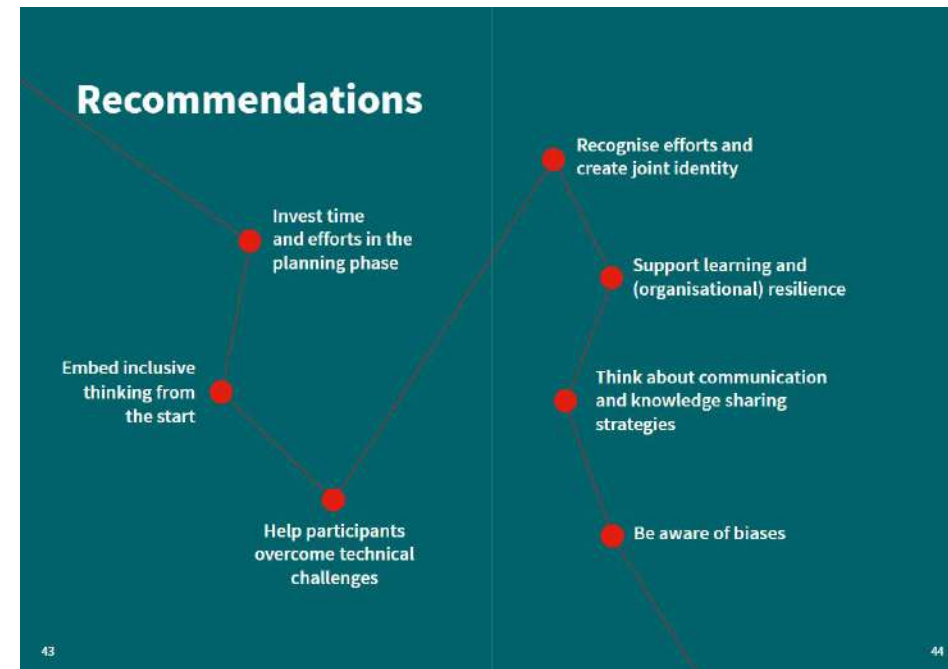 Recommendations
Invest time
and efforts in the
planning phase
Embed inclusive
thinking from
the start
Help participants
overcome technical
challenges
43
Recognise efforts and
create joint identity
Support learning and
(organisational) resilience
Think about communication
and knowledge sharing
strategies
Be aware of biases
44